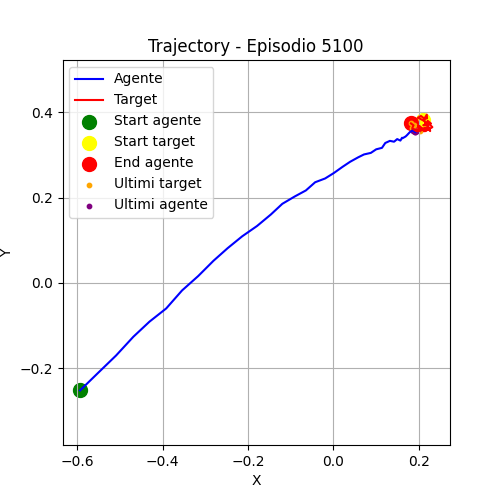 Trajectory - Episodio 5100
Agente
Target
Start agente
Start target
End agente
Ultimi target
Ultimi agente
0.4
0.2
0.0
−0.2
Y
−0.6
−0.4
−0.2
0.0
0.2
X